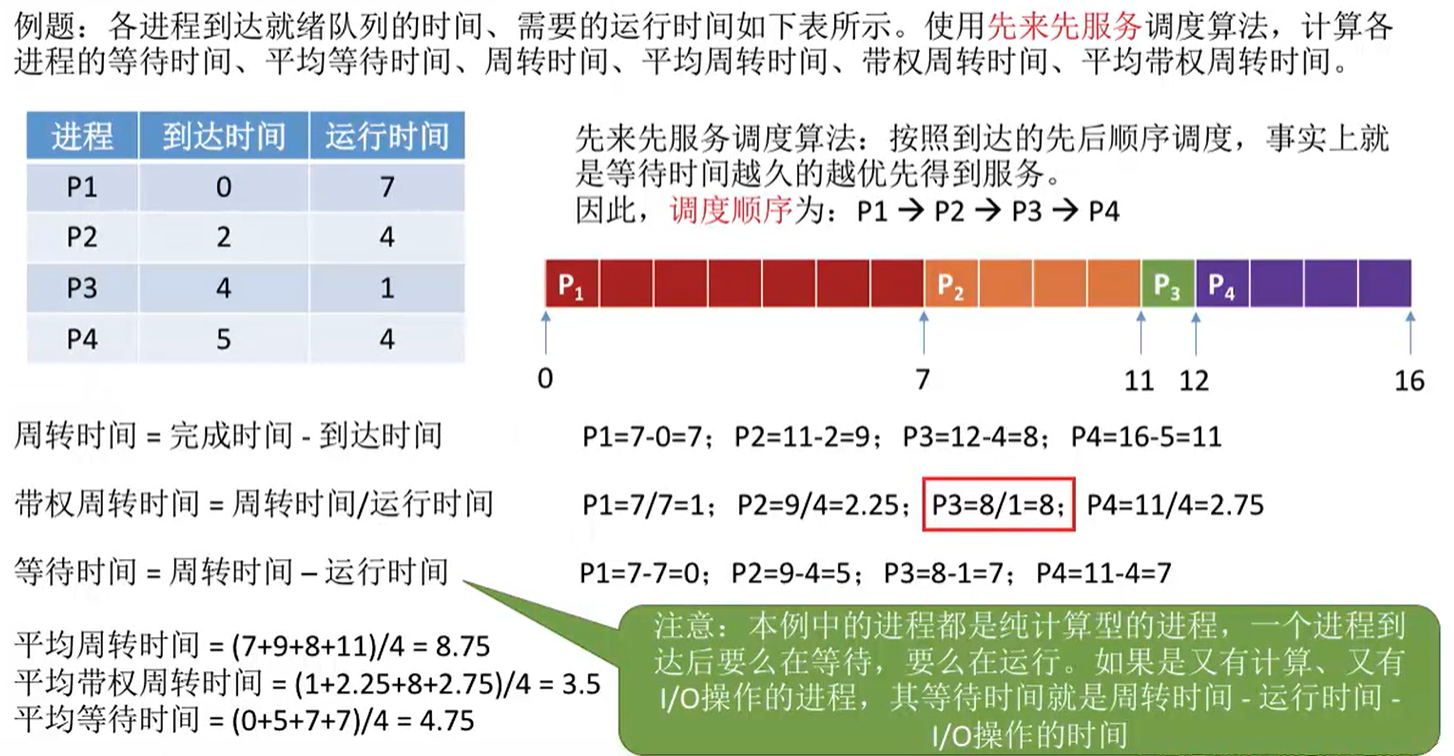 例题：各进程到达就绪队列的时间、需要的运行时间如下表所示。使用先来先服务调度算法，计算各
进程的等待时间、平均等待时间、周转时间、平均周转时间、带权周转时间、平均带权周转时间。
进程 到达时间 运行时间
P1 0 7
P2 2 4
P3 4 1
P4 5 4
先来先服务调度算法：按照到达的先后顺序调度，事实上就
是等待时间越久的越优先得到服务。
因此，调度顺序为：P1 → P2 → P3 → P4
P₁ P₂ P₃ P₄
0 7 11 12 16
周转时间 = 完成时间 - 到达时间 P1=7-0=7；P2=11-2=9；P3=12-4=8；P4=16-5=11
带权周转时间 = 周转时间/运行时间 P1=7/7=1；P2=9/4=2.25；P3=8/1=8；P4=11/4=2.75
等待时间 = 周转时间 – 运行时间 P1=7-7=0；P2=9-4=5；P3=8-1=7；P4=11-4=7
平均周转时间 = (7+9+8+11)/4 = 8.75
平均带权周转时间 = (1+2.25+8+2.75)/4 = 3.5
平均等待时间 = (0+5+7+7)/4 = 4.75
注意：本例中的进程都是纯计算型的进程，一个进程到
达后要么在等待，要么在运行。如果是又有计算、又有
I/O操作的进程，其等待时间就是周转时间 - 运行时间 -
I/O操作的时间